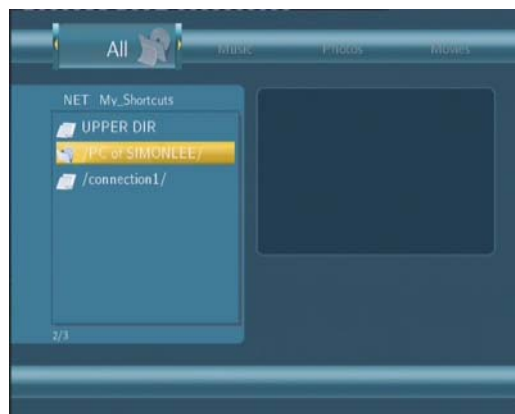 All Music Photos Movies
NET My_Shortcuts
UPPER DIR
/PC of SIMONLEE/
/connection1/
2/3